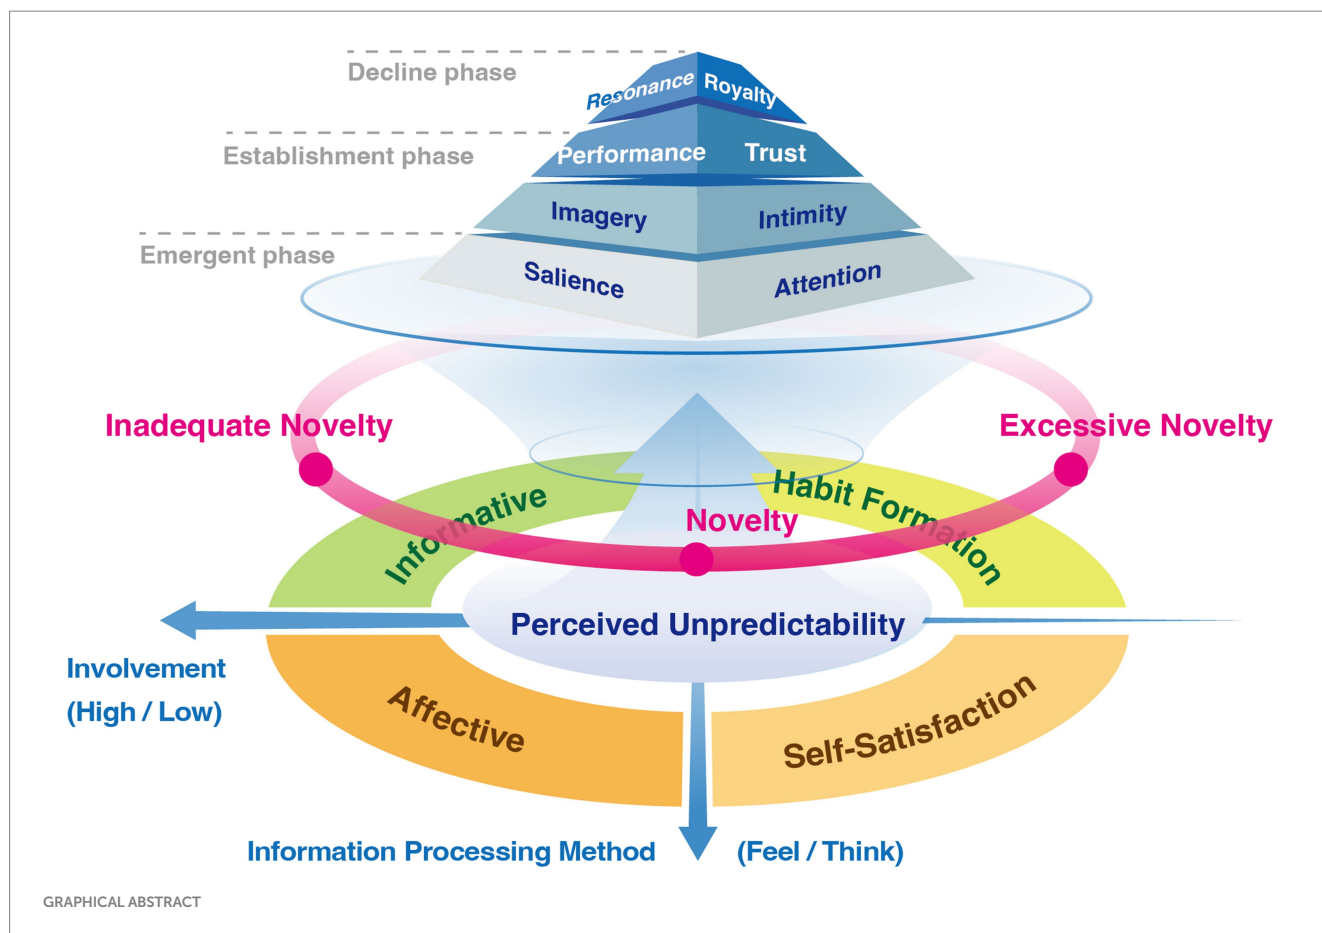 Decline phase
Resonance
Royalty
Establishment phase
Performance
Trust
Imagery
Intimity
Emergent phase
Salience
Attention
Inadequate Novelty
Excessive Novelty
Informative
Habit Formation
Novelty
Perceived Unpredictability
Involvement
(High / Low)
Affective
Self-Satisfaction
Information Processing Method (Feel / Think)
GRAPHICAL ABSTRACT